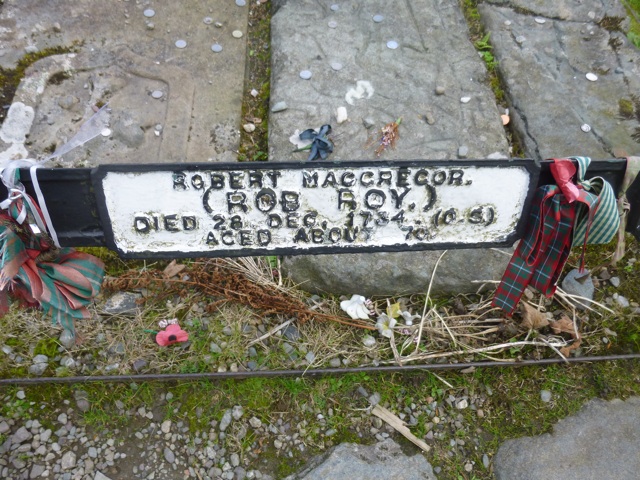 ROBERT MACGREGOR.
(ROB ROY.)
DIED 28 DEC. 1734. (O S)
AGED ABOUT 70.